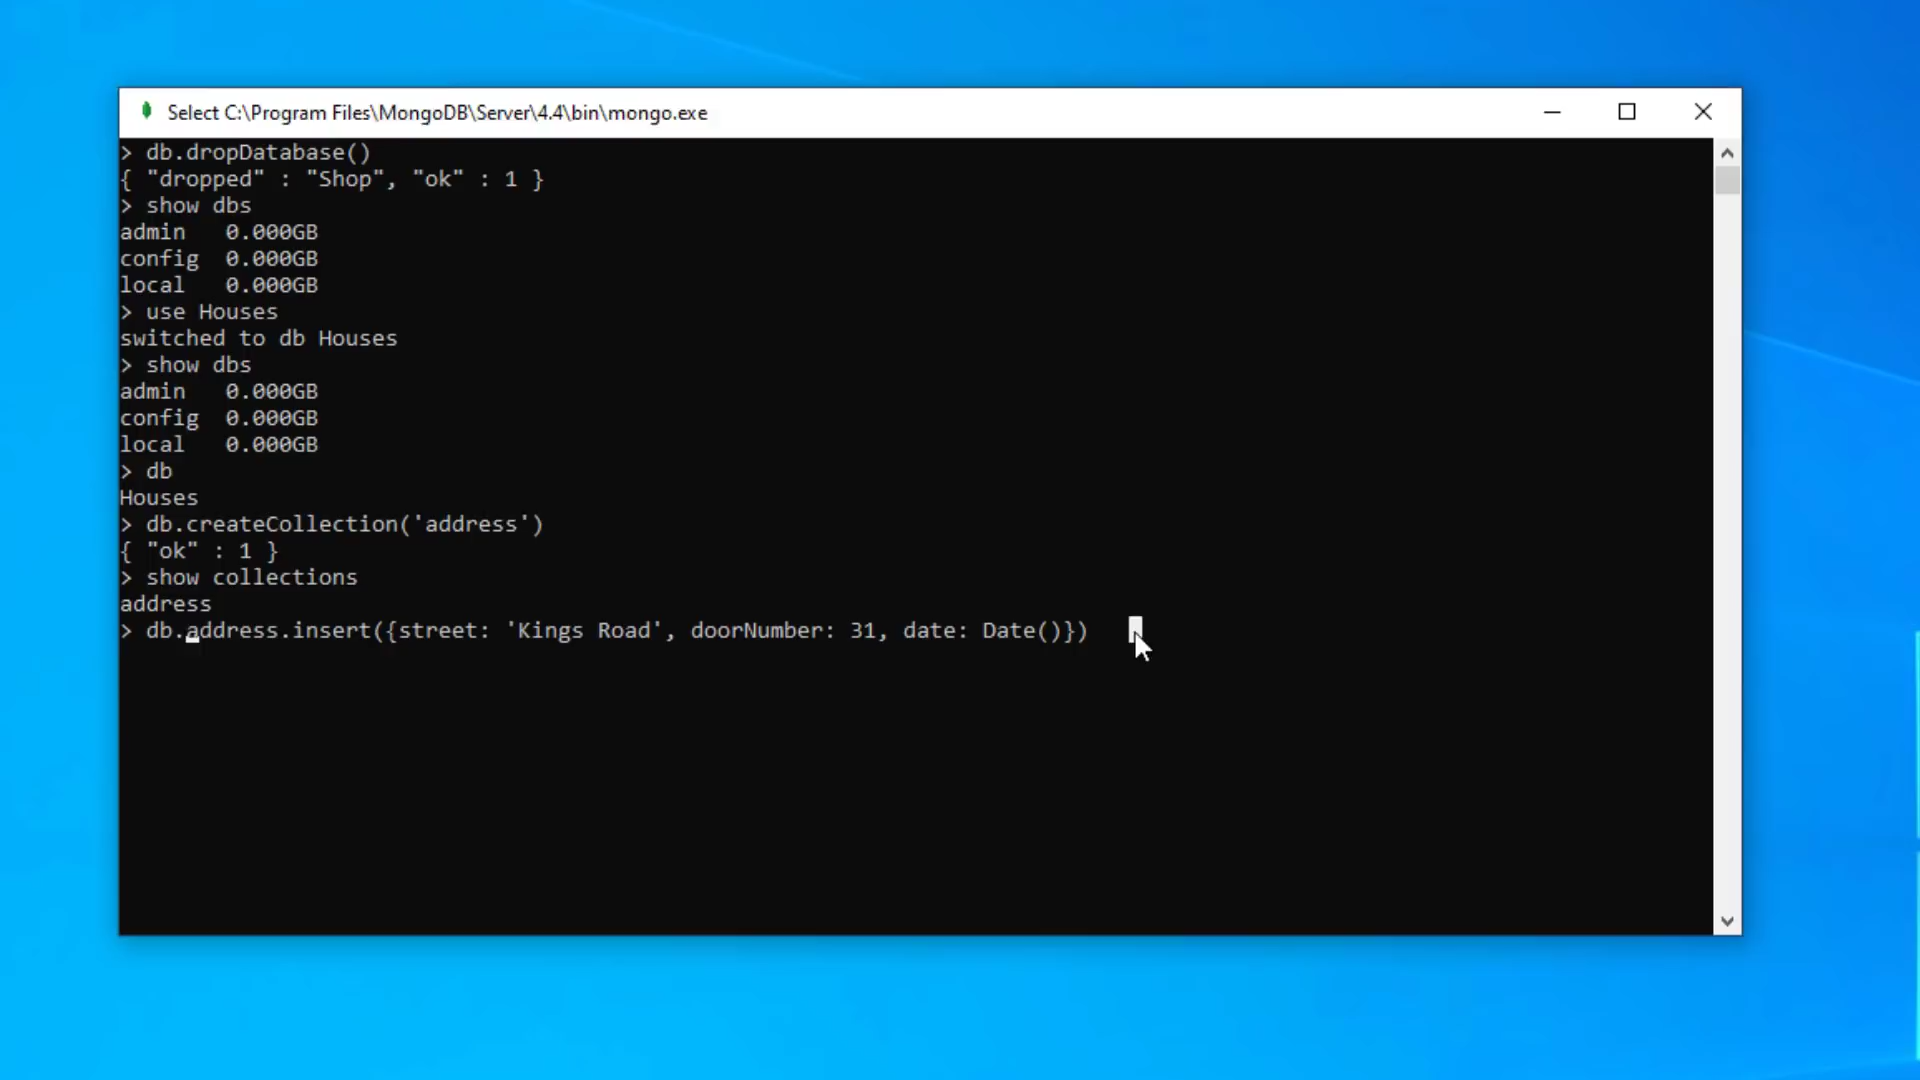 Select C:\Program Files\MongoDB\Server\4.4\bin\mongo.exe
> db.dropDatabase()
{ "dropped" : "Shop", "ok" : 1 }
> show dbs
admin   0.000GB
config  0.000GB
local   0.000GB
> use Houses
switched to db Houses
> show dbs
admin   0.000GB
config  0.000GB
local   0.000GB
> db
Houses
> db.createCollection('address')
{ "ok" : 1 }
> show collections
address
> db.address.insert({street: 'Kings Road', doorNumber: 31, date: Date()})